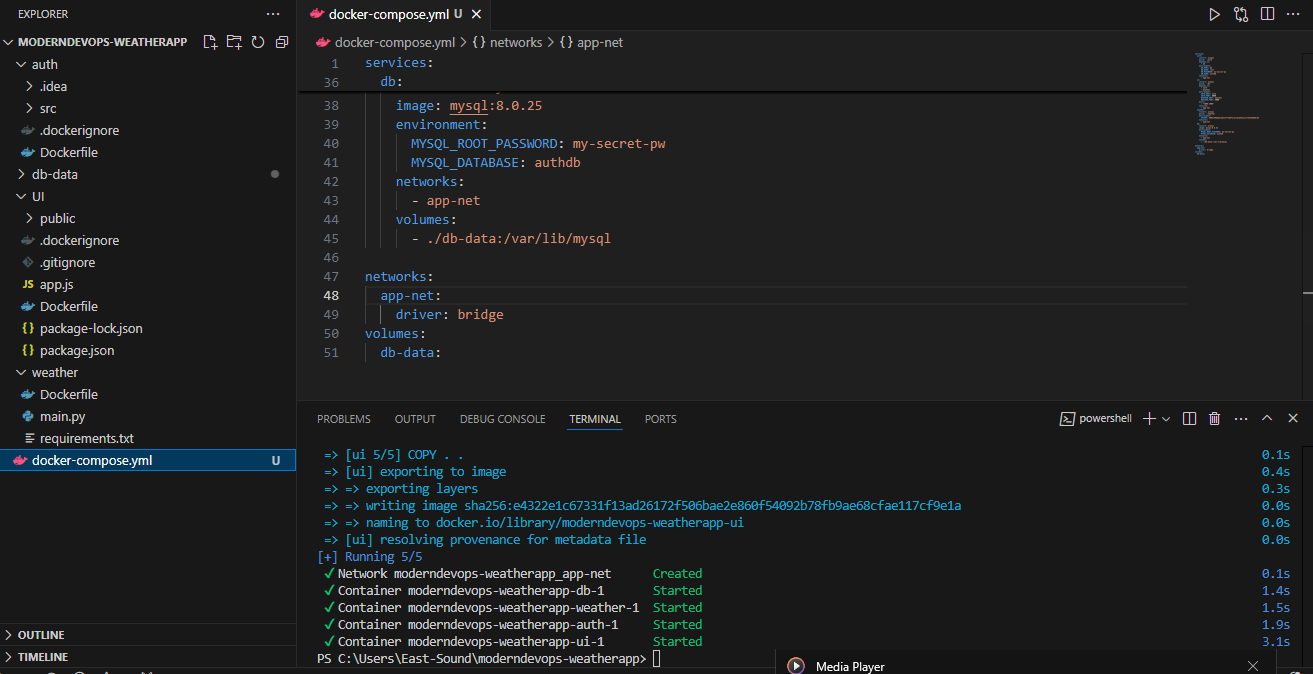 EXPLORER
MODERNDEVOPS-WEATHERAPP
auth
.idea
src
.dockerignore
Dockerfile
db-data
UI
public
.dockerignore
.gitignore
JS app.js
Dockerfile
{} package-lock.json
{} package.json
weather
Dockerfile
main.py
requirements.txt
docker-compose.yml U
OUTLINE
TIMELINE
docker-compose.yml U
docker-compose.yml > {} networks > {} app-net
1 services:
36 db:
38 image: mysql:8.0.25
39 environment:
40 MYSQL_ROOT_PASSWORD: my-secret-pw
41 MYSQL_DATABASE: authdb
42 networks:
43 - app-net
44 volumes:
45 - ./db-data:/var/lib/mysql
46
47 networks:
48 app-net:
49 driver: bridge
50 volumes:
51 db-data:
PROBLEMS OUTPUT DEBUG CONSOLE TERMINAL PORTS powershell
=> [ui 5/5] COPY . . 0.1s
=> [ui] exporting to image 0.4s
=> => exporting layers 0.3s
=> => writing image sha256:e4322e1c67331f13ad26172f506bae2e860f54092b78fb9ae68cfae117cf9e1a 0.0s
=> => naming to docker.io/library/moderndevops-weatherapp-ui 0.0s
=> [ui] resolving provenance for metadata file 0.0s
[+] Running 5/5
✓Network moderndevops-weatherapp_app-net Created 0.1s
✓Container moderndevops-weatherapp-db-1 Started 1.4s
✓Container moderndevops-weatherapp-weather-1 Started 1.5s
✓Container moderndevops-weatherapp-auth-1 Started 1.9s
✓Container moderndevops-weatherapp-ui-1 Started 3.1s
PS C:\Users\East-Sound\moderndevops-weatherapp>
Media Player